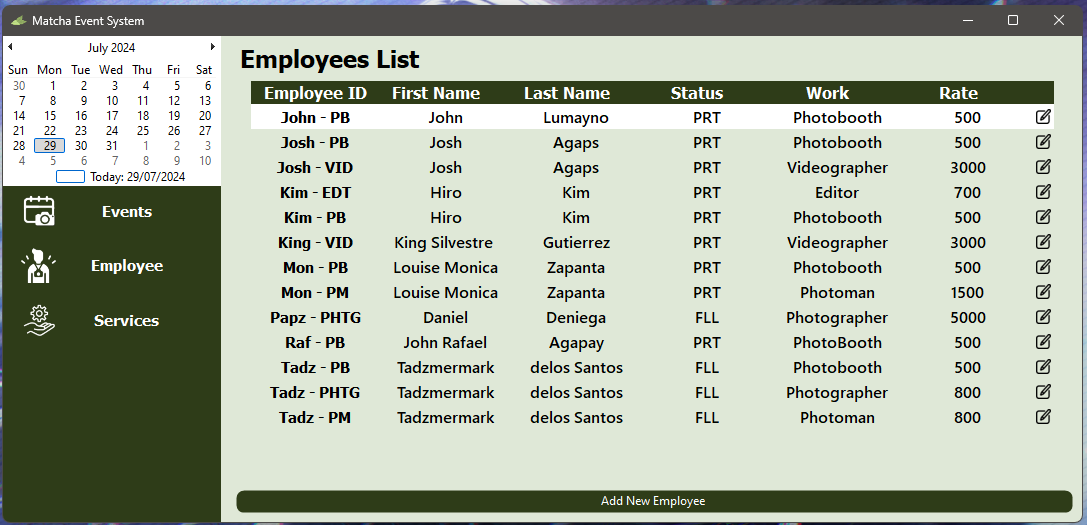 Matcha Event System
July 2024
Sun Mon Tue Wed Thu Fri Sat
30 1 2 3 4 5 6
7 8 9 10 11 12 13
14 15 16 17 18 19 20
21 22 23 24 25 26 27
28 29 30 31 1 2 3
4 5 6 7 8 9 10
Today: 29/07/2024
Events
Employee
Services
Employees List
Employee ID First Name Last Name Status Work Rate
John - PB John Lumayno PRT Photobooth 500
Josh - PB Josh Agaps PRT Photobooth 500
Josh - VID Josh Agaps PRT Videographer 3000
Kim - EDT Hiro Kim PRT Editor 700
Kim - PB Hiro Kim PRT Photobooth 500
King - VID King Silvestre Gutierrez PRT Videographer 3000
Mon - PB Louise Monica Zapanta PRT Photobooth 500
Mon - PM Louise Monica Zapanta PRT Photoman 1500
Papz - PHTG Daniel Deniega FLL Photographer 5000
Raf - PB John Rafael Agapay PRT PhotoBooth 500
Tadz - PB Tadzmermark delos Santos FLL Photobooth 500
Tadz - PHTG Tadzmermark delos Santos FLL Photographer 800
Tadz - PM Tadzmermark delos Santos FLL Photoman 800
Add New Employee